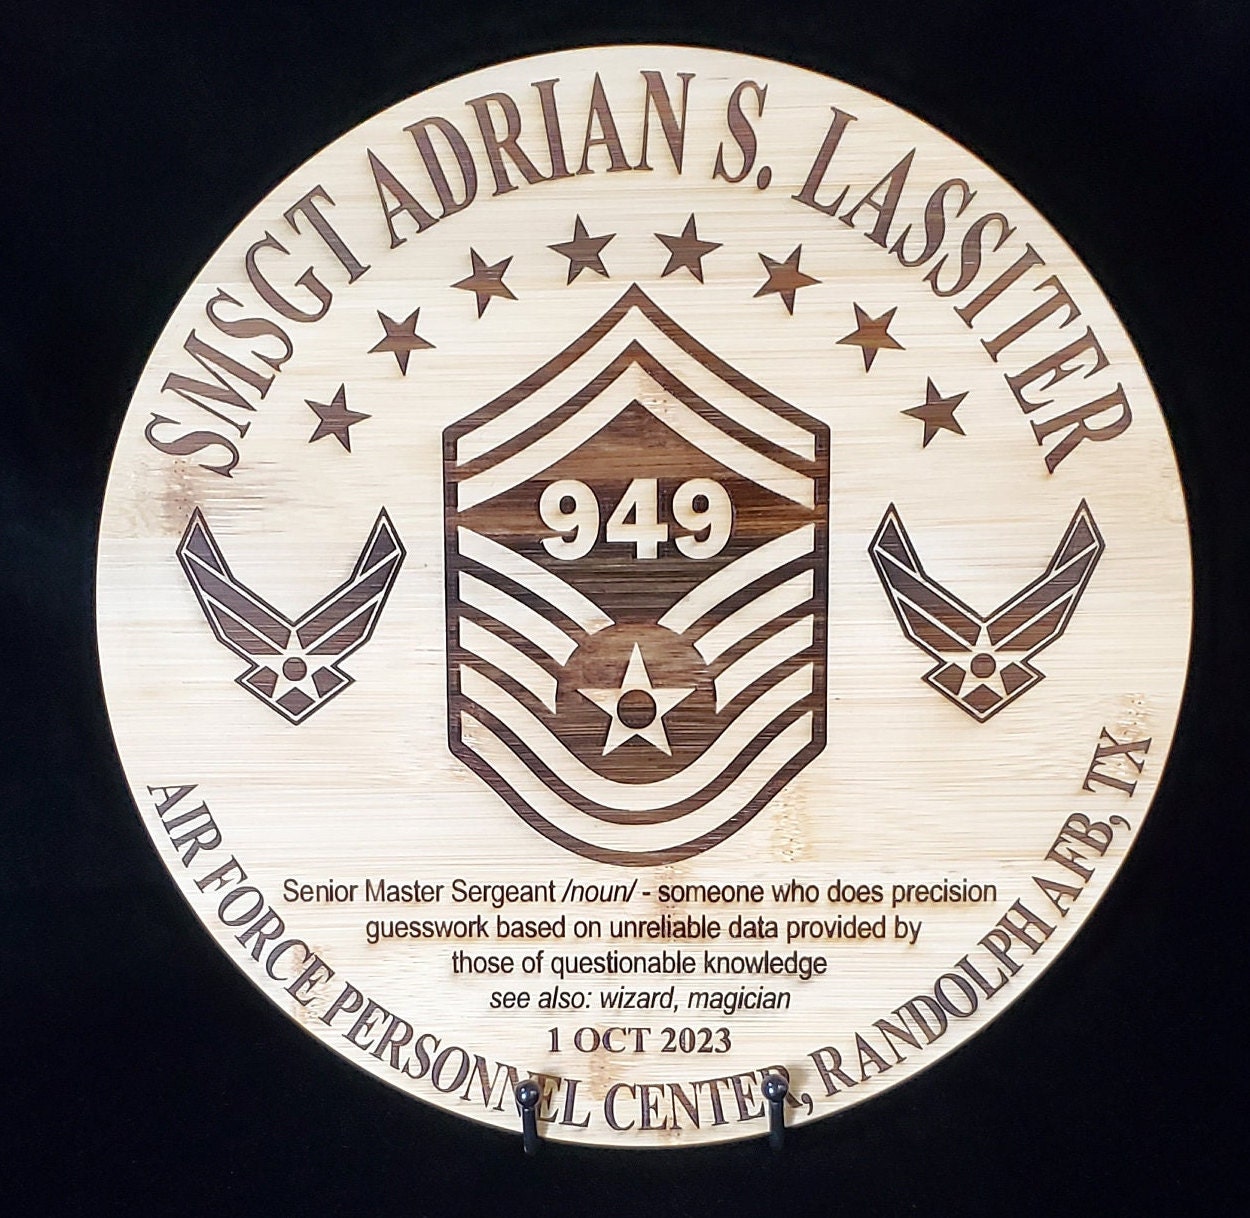 SMSGT ADRIAN S. LASSITER
949
Senior Master Sergeant /noun/ - someone who does precision
guesswork based on unreliable data provided by
those of questionable knowledge
see also: wizard, magician
1 OCT 2023
AIR FORCE PERSONNEL CENTER, RANDOLPH AFB, TX